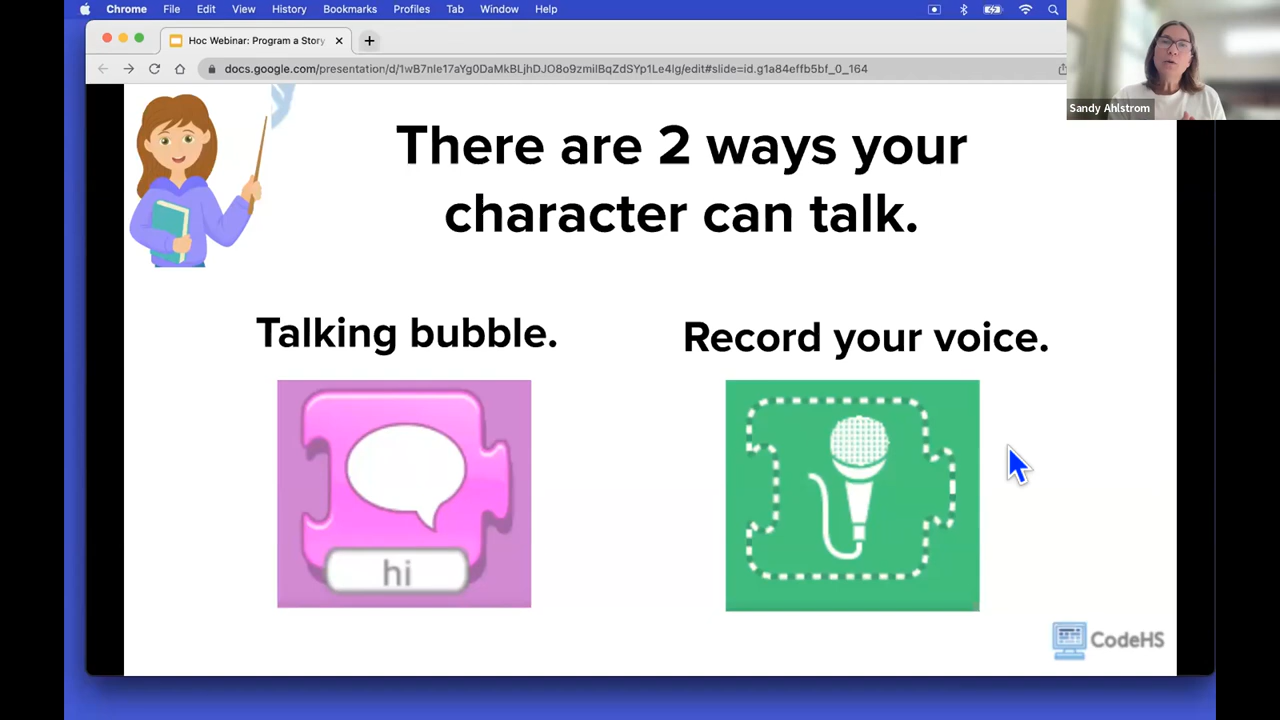 Chrome File Edit View History Bookmarks Profiles Tab Window Help
Hoc Webinar: Program a Story
docs.google.com/presentation/d/1wB7nIe17aYg0DaMkBLjhDJO8o9zmiIBqZdSYp1Le4Ig/edit#slide=id.g1a84effb5bf_0_164
Sandy Ahlstrom
There are 2 ways your
character can talk.
Talking bubble.
Record your voice.
hi
CodeHS